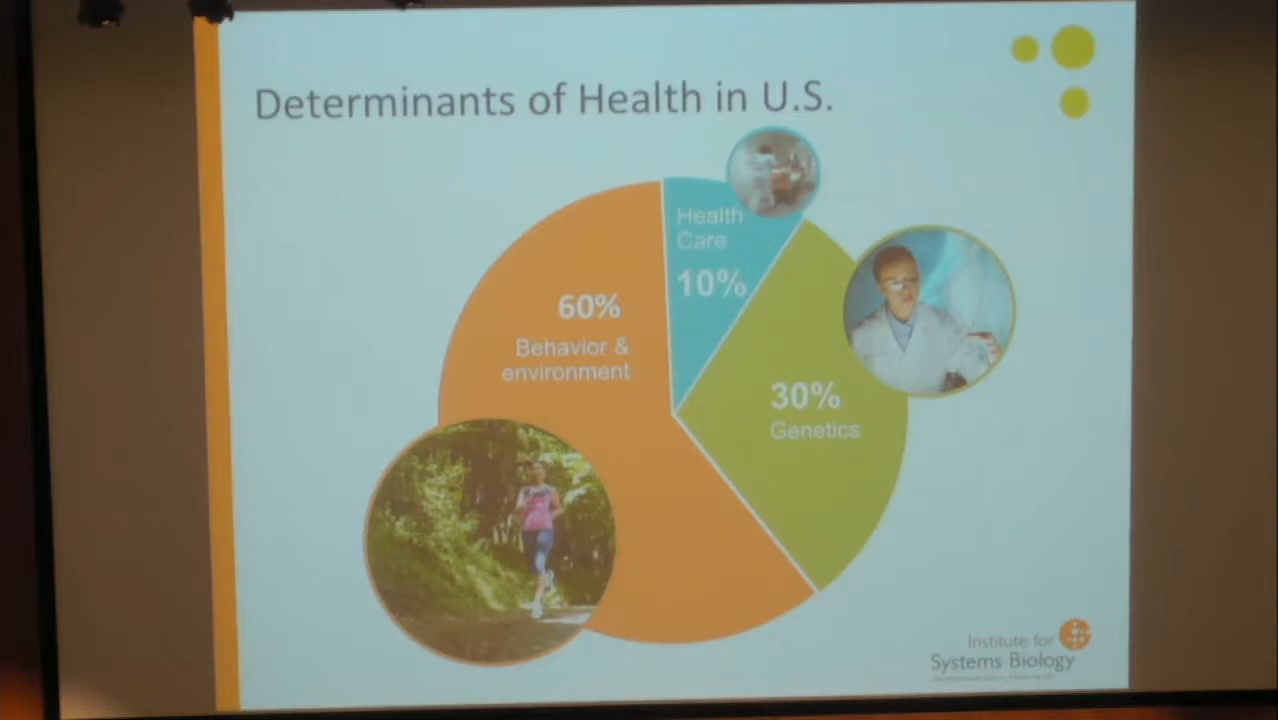 Determinants of Health in U.S.
Health
Care
10%
60%
Behavior &
environment
30%
Genetics
Institute for
Systems Biology